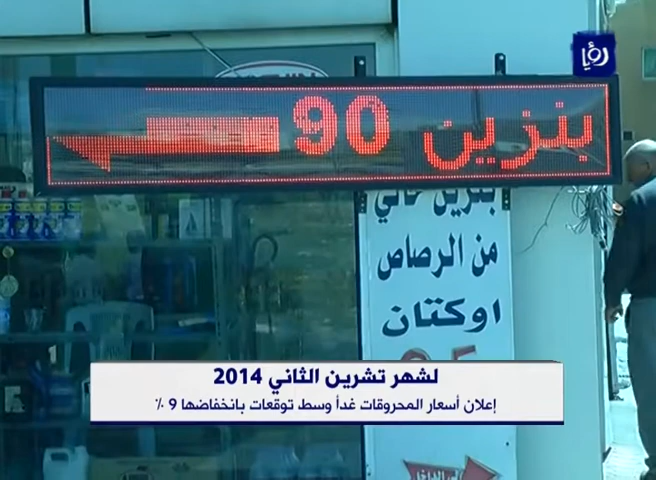 رؤيا
بنزين 90
بنزين خالي
من الرصاص
اوكتان
لشهر تشرين الثاني 2014
إعلان أسعار المحروقات غداً وسط توقعات بانخفاضها 9 ٪